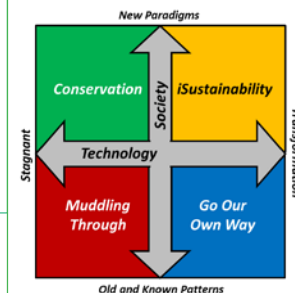 New Paradigms
Conservation
iSustainability
Society
Stagnant
Technology
Muddling
Through
Go Our
Own Way
Old and Known Patterns